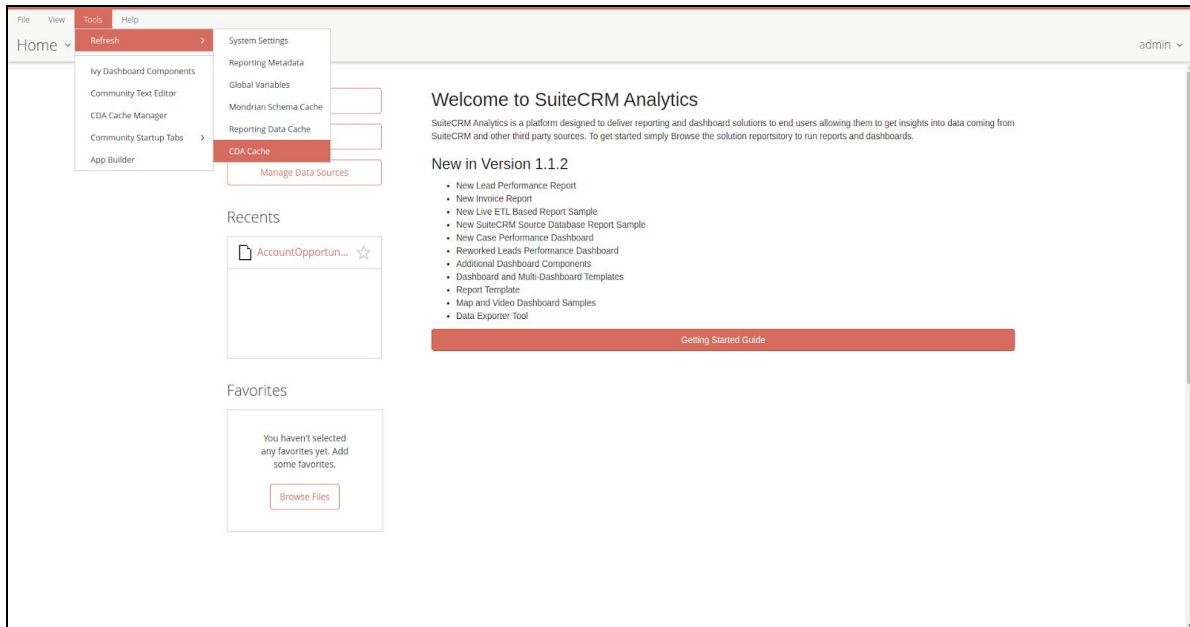 File View Tools Help
Home
admin
Refresh
Ivy Dashboard Components
Community Text Editor
CDA Cache Manager
Community Startup Tabs
App Builder
System Settings
Reporting Metadata
Global Variables
Mondrian Schema Cache
Reporting Data Cache
CDA Cache
Manage Data Sources
Recents
AccountOpportun...
Favorites
You haven't selected
any favorites yet. Add
some favorites.
Browse Files
Welcome to SuiteCRM Analytics
SuiteCRM Analytics is a platform designed to deliver reporting and dashboard solutions to end users allowing them to get insights into data coming from
SuiteCRM and other third party sources. To get started simply Browse the solution reportsitory to run reports and dashboards.
New in Version 1.1.2
• New Lead Performance Report
• New Invoice Report
• New Live ETL Based Report Sample
• New SuiteCRM Source Database Report Sample
• New Case Performance Dashboard
• Reworked Leads Performance Dashboard
• Additional Dashboard Components
• Dashboard and Multi-Dashboard Templates
• Report Template
• Map and Video Dashboard Samples
• Data Exporter Tool
Getting Started Guide